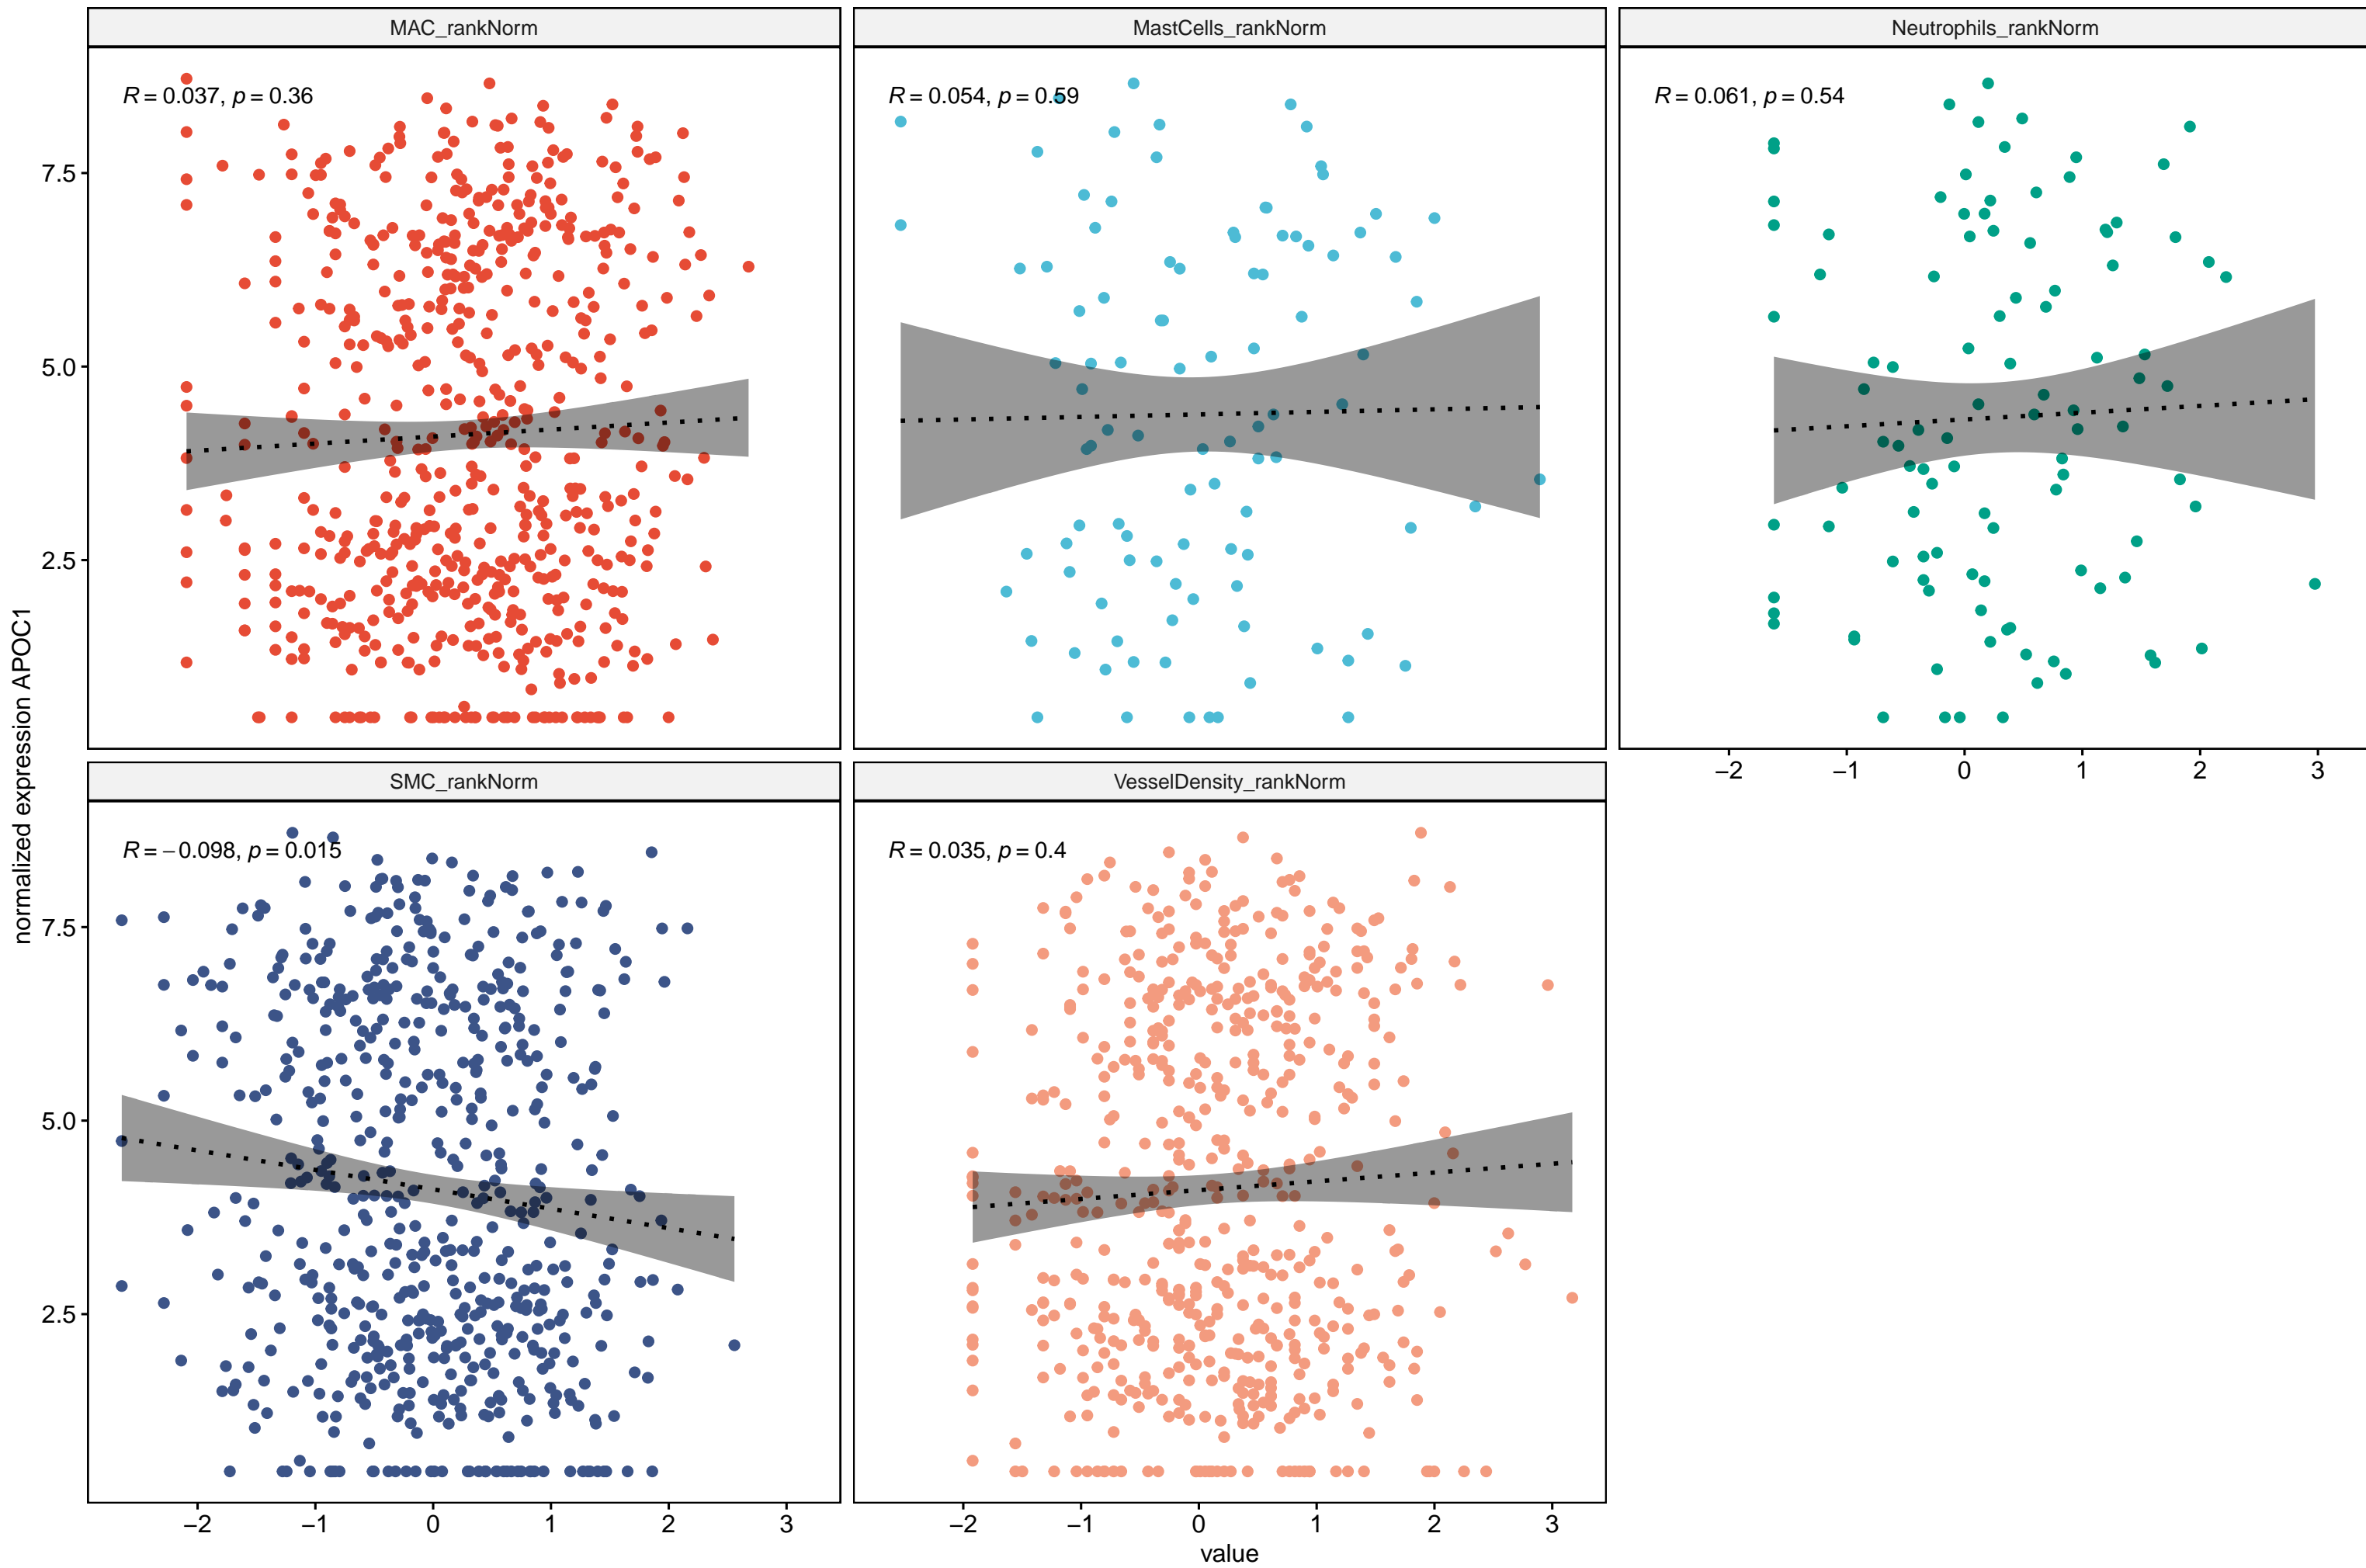 MAC_rankNorm
MastCells_rankNorm
Neutrophils_rankNorm
R = 0.037, p = 0.36
R = 0.054, p = 0.59
R = 0.061, p = 0.54
7.5
5.0
2.5
−2 −1 0 1 2 3
SMC_rankNorm
VesselDensity_rankNorm
R = −0.098, p = 0.015
R = 0.035, p = 0.4
7.5
5.0
2.5
−2 −1 0 1 2 3
−2 −1 0 1 2 3
value
normalized expression APOC1